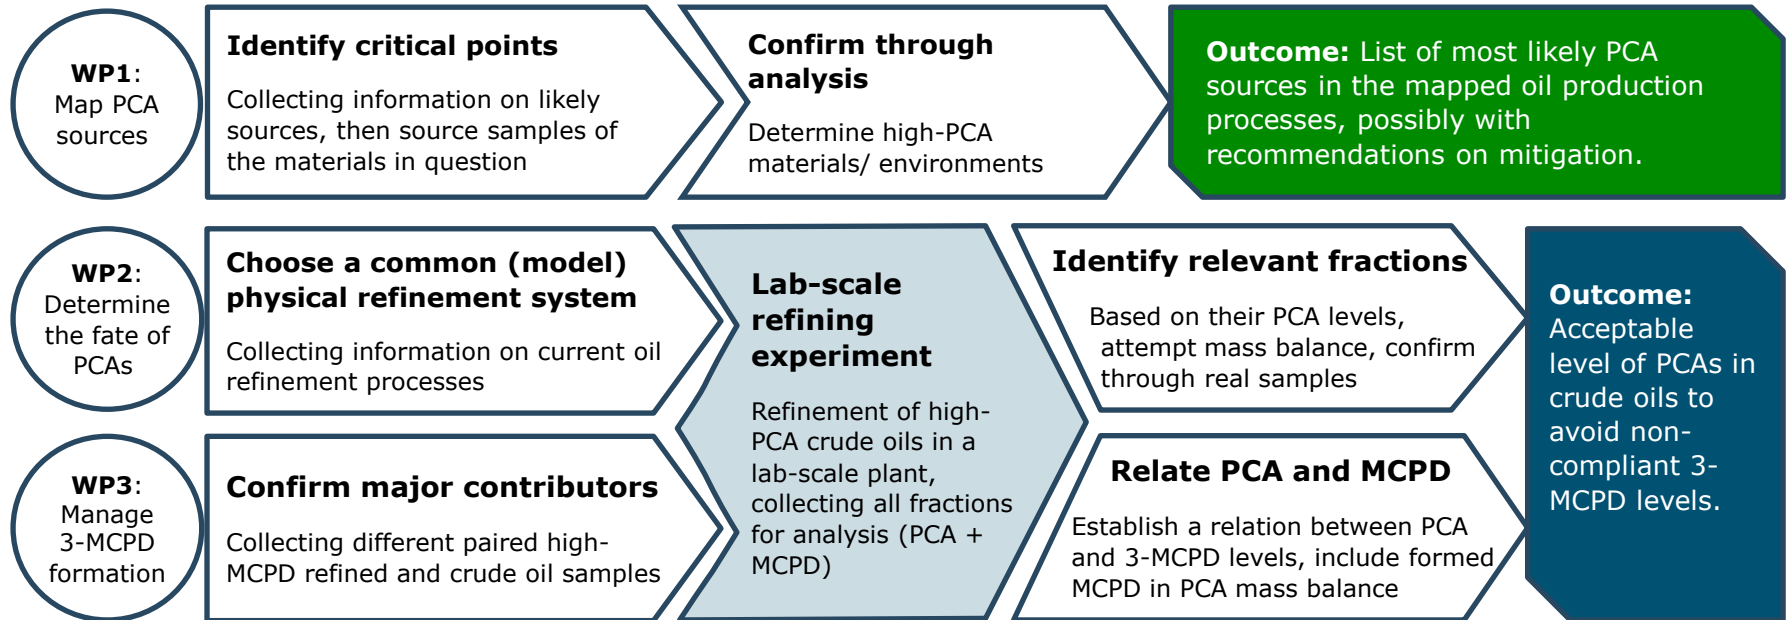 WP1:
Map PCA
sources
Identify critical points
Collecting information on likely
sources, then source samples of
the materials in question
Confirm through
analysis
Determine high-PCA
materials/ environments
Outcome: List of most likely PCA
sources in the mapped oil production
processes, possibly with
recommendations on mitigation.
WP2:
Determine
the fate of
PCAs
Choose a common (model)
physical refinement system
Collecting information on current oil
refinement processes
Lab-scale
refining
experiment
Refinement of high-
PCA crude oils in a
lab-scale plant,
collecting all fractions
for analysis (PCA +
MCPD)
Identify relevant fractions
Based on their PCA levels,
attempt mass balance, confirm
through real samples
Outcome:
Acceptable
level of PCAs in
crude oils to
avoid non-
compliant 3-
MCPD levels.
WP3:
Manage
3-MCPD
formation
Confirm major contributors
Collecting different paired high-
MCPD refined and crude oil samples
Relate PCA and MCPD
Establish a relation between PCA
and 3-MCPD levels, include formed
MCPD in PCA mass balance